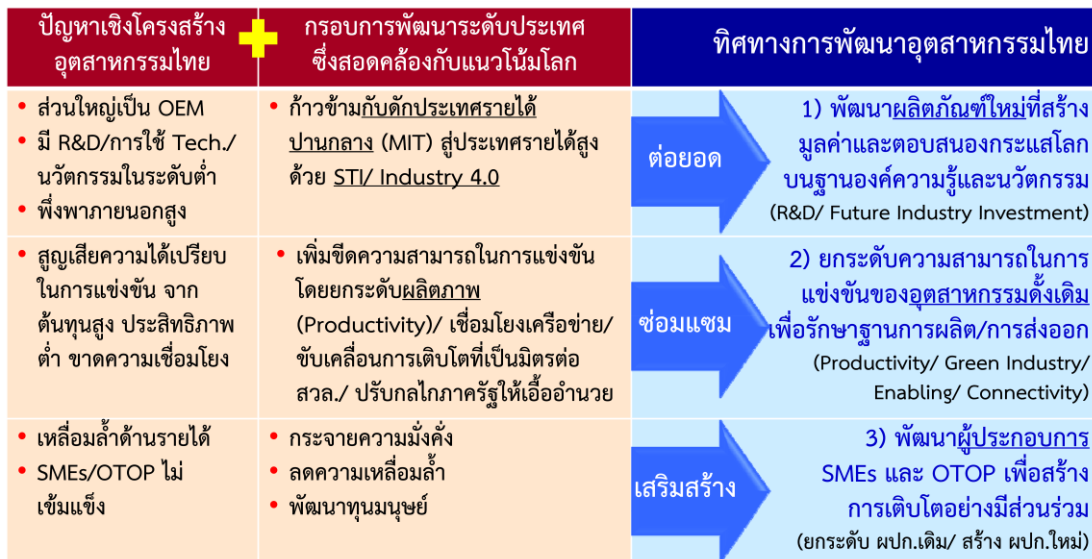 ปัญหาเชิงโครงสร้าง
อุตสาหกรรมไทย
กรอบการพัฒนาระดับประเทศ
ซึ่งสอดคล้องกับแนวโน้มโลก
ทิศทางการพัฒนาอุตสาหกรรมไทย
• ส่วนใหญ่เป็น OEM
• มี R&D/การใช้ Tech./
นวัตกรรมในระดับต่ำ
• พึ่งพาภายนอกสูง
• ก้าวข้ามกับดักประเทศรายได้
ปานกลาง (MIT) สู่ประเทศรายได้สูง
ด้วย STI/ Industry 4.0
ต่อยอด
1) พัฒนาผลิตภัณฑ์ใหม่ที่สร้าง
มูลค่าและตอบสนองกระแสโลก
บนฐานองค์ความรู้และนวัตกรรม
(R&D/ Future Industry Investment)
• สูญเสียความได้เปรียบ
ในการแข่งขัน จาก
ต้นทุนสูง ประสิทธิภาพ
ต่ำ ขาดความเชื่อมโยง
• เพิ่มขีดความสามารถในการแข่งขัน
โดยยกระดับผลิตภาพ
(Productivity)/ เชื่อมโยงเครือข่าย/
ขับเคลื่อนการเติบโตที่เป็นมิตรต่อ
สวล./ ปรับกลไกภาครัฐให้เอื้ออำนวย
ซ่อมแซม
2) ยกระดับความสามารถในการ
แข่งขันของอุตสาหกรรมดั้งเดิม
เพื่อรักษาฐานการผลิต/การส่งออก
(Productivity/ Green Industry/
Enabling/ Connectivity)
• เหลื่อมล้ำด้านรายได้
• SMEs/OTOP ไม่
เข้มแข็ง
• กระจายความมั่งคั่ง
• ลดความเหลื่อมล้ำ
• พัฒนาทุนมนุษย์
เสริมสร้าง
3) พัฒนาผู้ประกอบการ
SMEs และ OTOP เพื่อสร้าง
การเติบโตอย่างมีส่วนร่วม
(ยกระดับ ผปก.เดิม/ สร้าง ผปก.ใหม่)